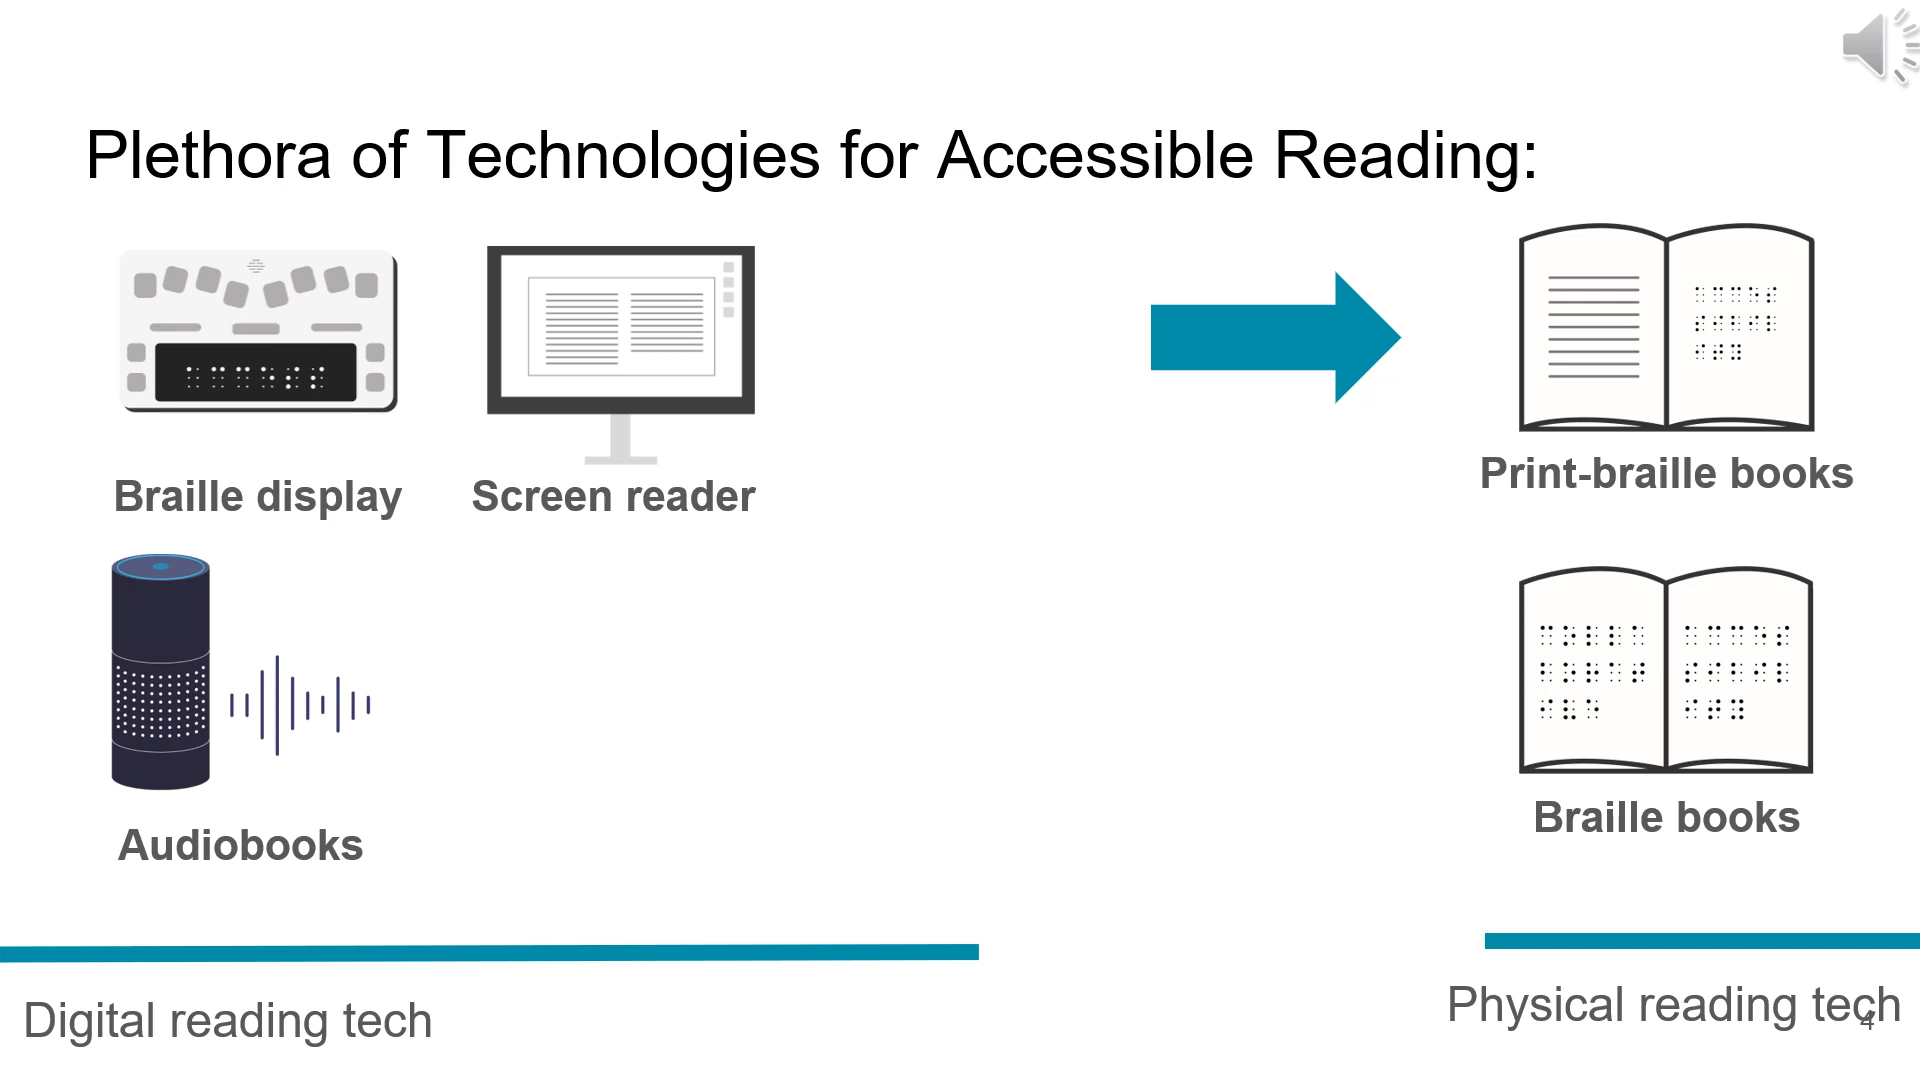 Plethora of Technologies for Accessible Reading:
Braille display
Screen reader
Audiobooks
Print-braille books
Braille books
Digital reading tech
Physical reading tech
4